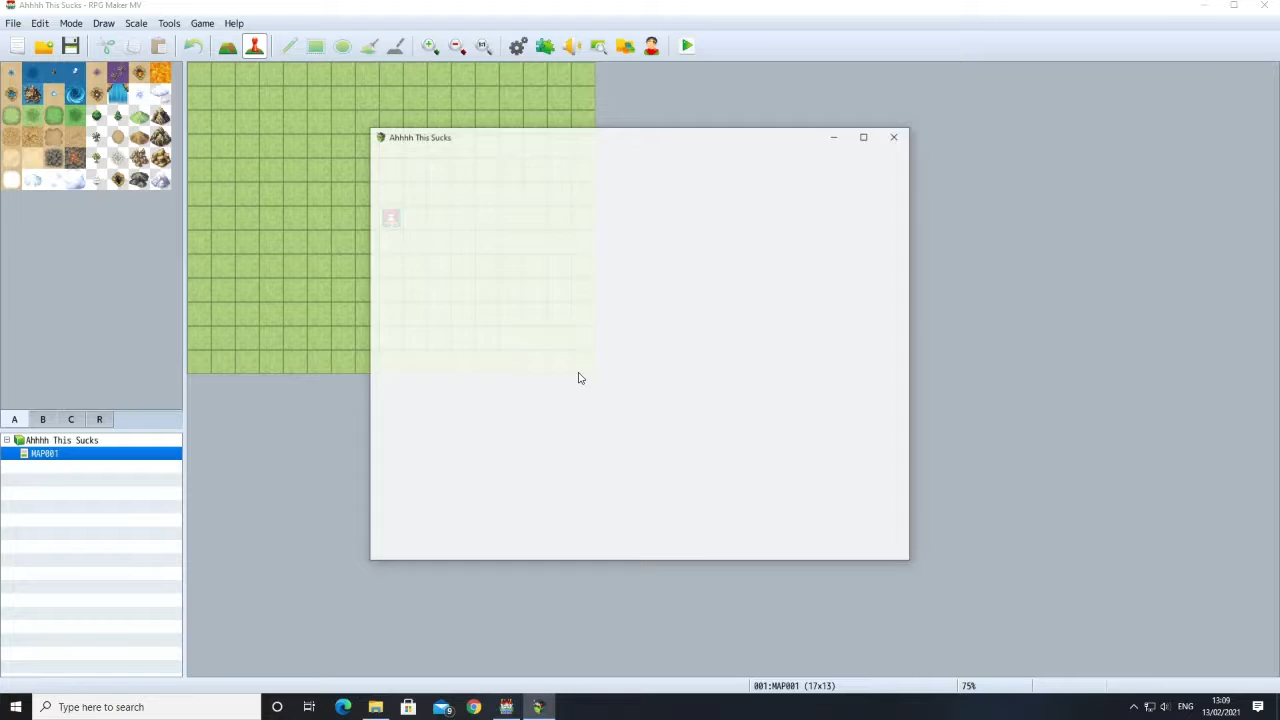 Ahhhh This Sucks - RPG Maker MV
File Edit Mode Draw Scale Tools Game Help
Ahhhh This Sucks
A B C R
Ahhhh This Sucks
MAP001
001:MAP001 (17x13) 75%
Type here to search
9
ENG
13:09
13/02/2021